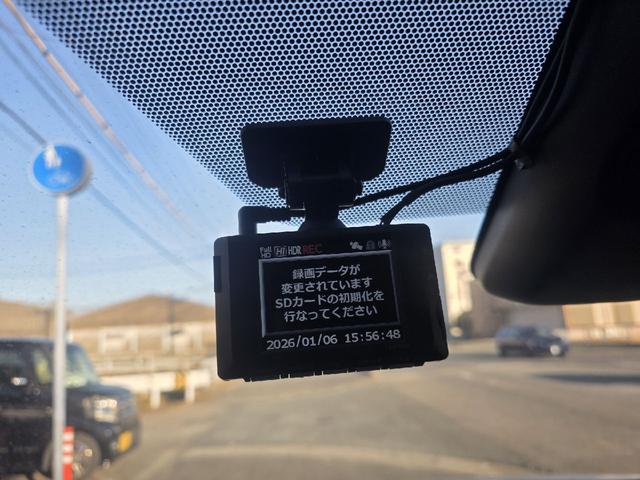 Full HD HDR REC
録画データが
変更されています
SDカードの初期化を
行なってください
2026/01/06 15:56:48